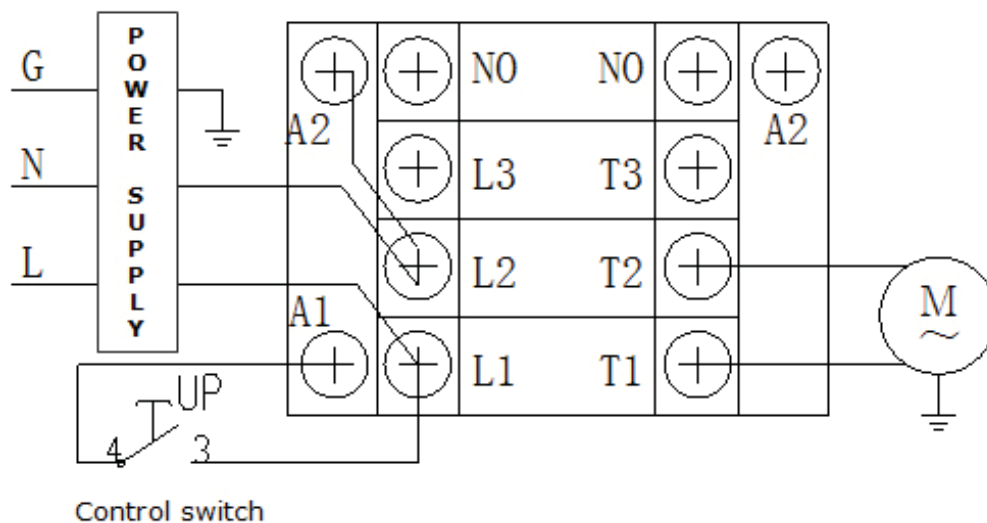 POWER SUPPLY
G
N
L
A2
NO
NO
A2
L3
T3
L2
T2
A1
L1
T1
M
~
UP
4
3
Control switch